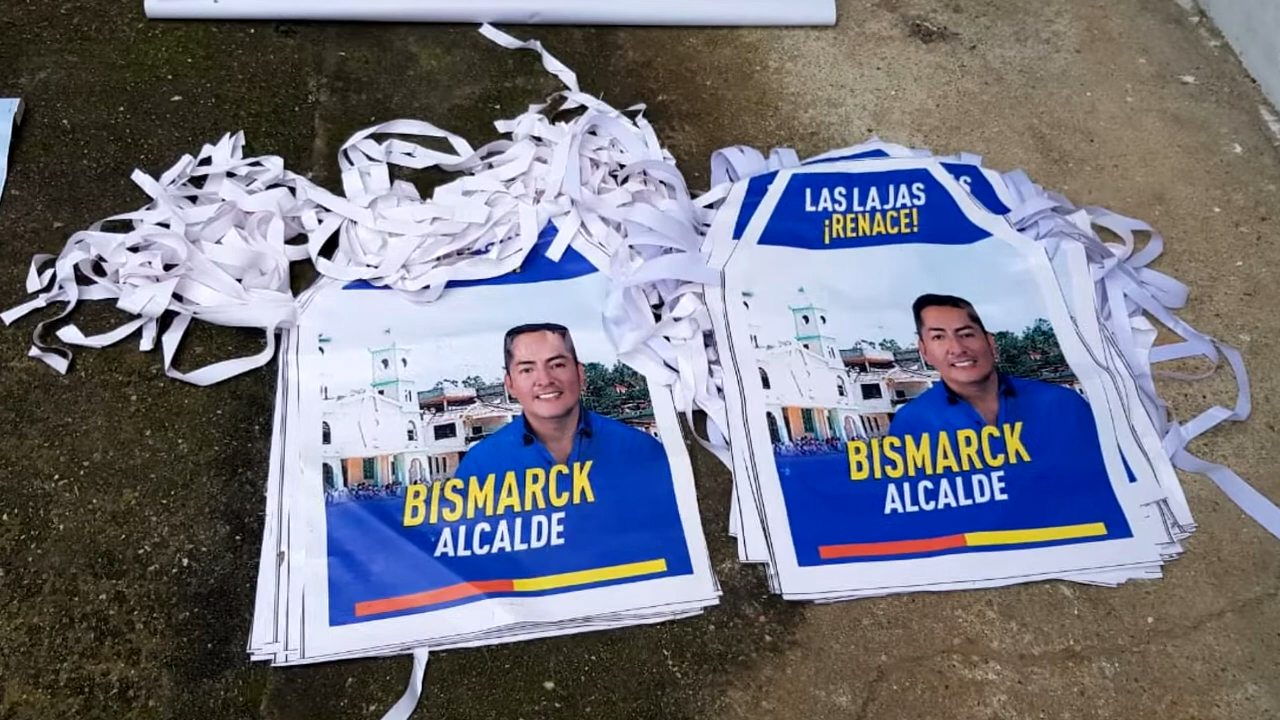 BISMARCK
ALCALDE
LAS LAJAS
¡RENACE!
BISMARCK
ALCALDE